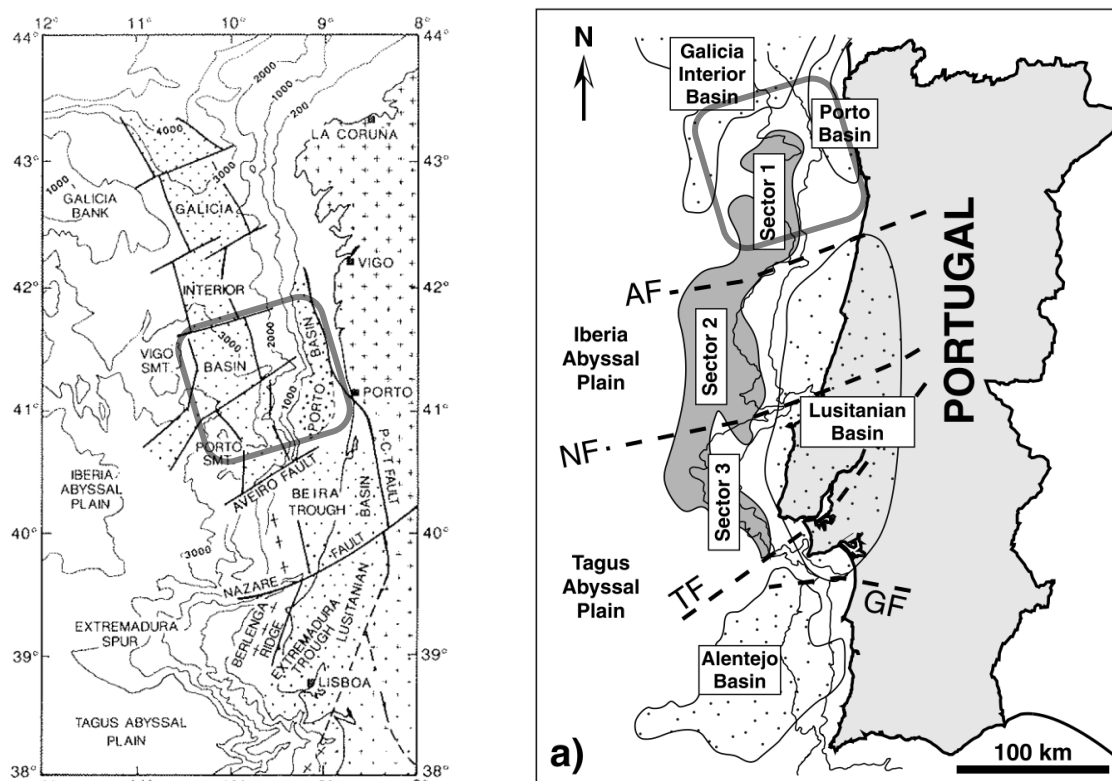 12°
11°
10°
9°
8°
44°
43°
42°
41°
40°
39°
38°
44°
43°
42°
41°
40°
39°
38°
2000
1000
200
4000
LA CORUÑA
3000
0
1000
GALICIA
BANK
GALICIA
VIGO
INTERIOR
VIGO
SMT.
3000
2000
BASIN
BASIN
1000
PORTO
PORTO
PORTO
SMT.
P-C-T FAULT
IBERIA
ABYSSAL
PLAIN
AVEIRO FAULT
BEIRA
TROUGH
BASIN
3000
NAZARE
FAULT
EXTREMADURA
SPUR
BERLENGA
RIDGE
EXTREMADURA
TROUGH
LUSITANIAN
LISBOA
TAGUS ABYSSAL
PLAIN
N
Galicia
Interior
Basin
Porto
Basin
Sector 1
AF
Iberia
Abyssal
Plain
Sector 2
PORTUGAL
Lusitanian
Basin
NF
Sector 3
Tagus
Abyssal
Plain
TF
GF
Alentejo
Basin
a)
100 km